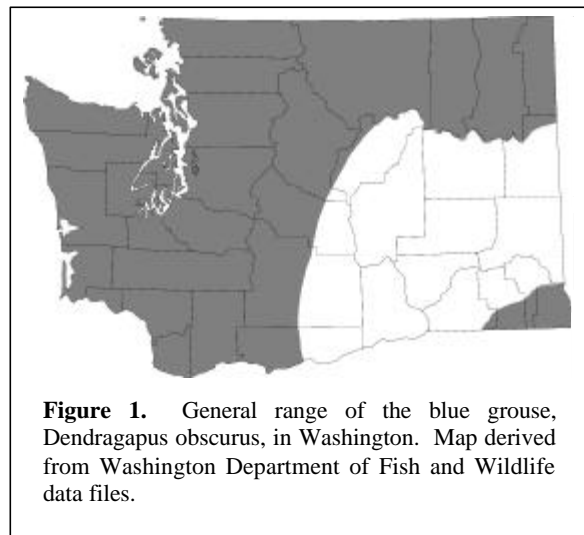 Figure 1. General range of the blue grouse,
Dendragapus obscurus, in Washington. Map derived
from Washington Department of Fish and Wildlife
data files.